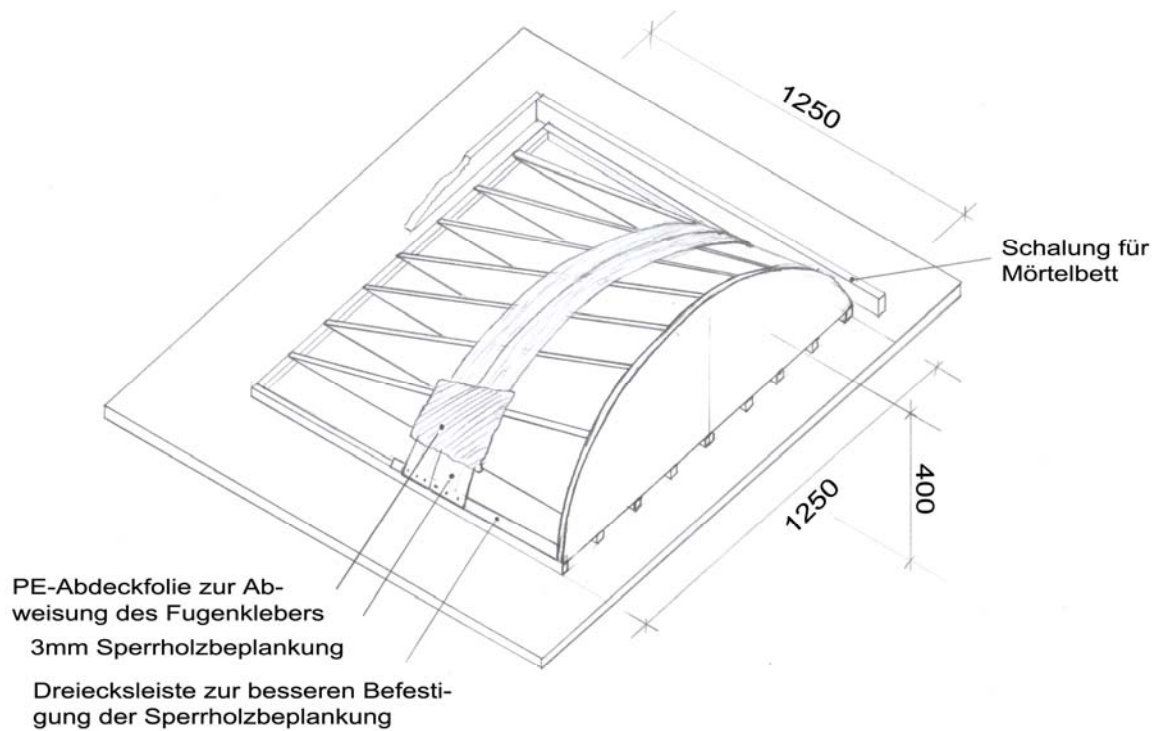 1250
Schalung für
Mörtelbett
400
1250
PE-Abdeckfolie zur Ab-
weisung des Fugenklebers
3mm Sperrholzbeplankung
Dreiecksleiste zur besseren Befesti-
gung der Sperrholzbeplankung